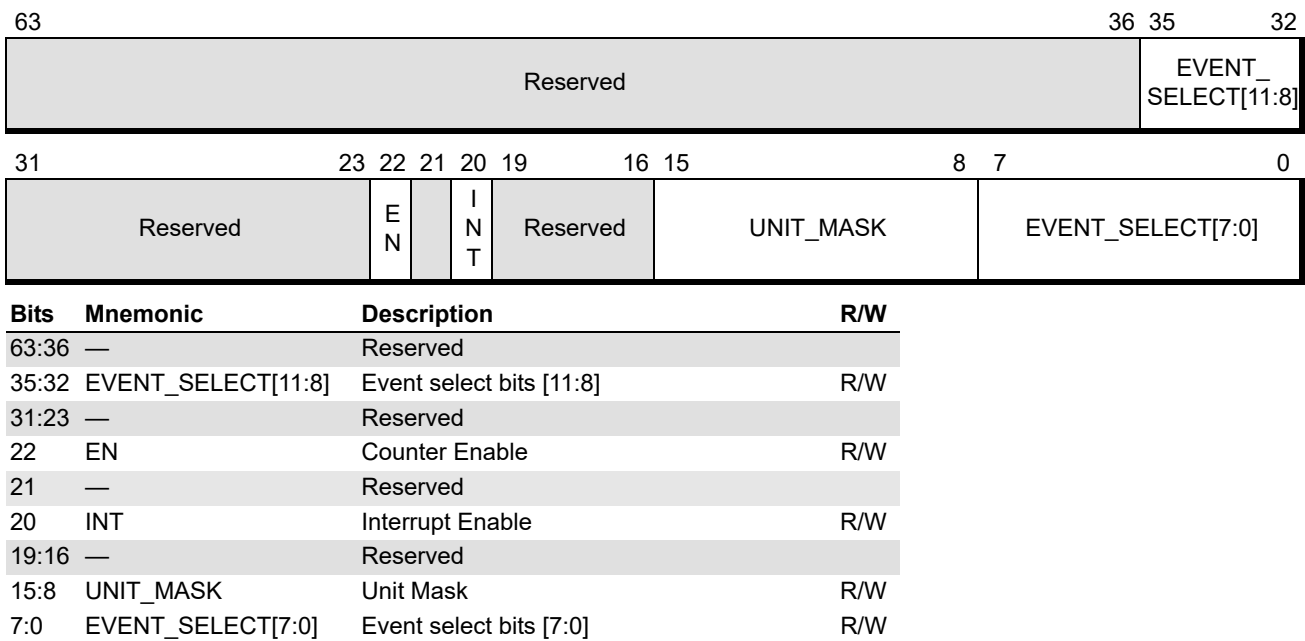 63 36 35 32
Reserved EVENT_
SELECT[11:8]
31 23 22 21 20 19 16 15 8 7 0
Reserved E
N I
N
T Reserved UNIT_MASK EVENT_SELECT[7:0]
Bits Mnemonic Description R/W
63:36 — Reserved
35:32 EVENT_SELECT[11:8] Event select bits [11:8] R/W
31:23 — Reserved
22 EN Counter Enable R/W
21 — Reserved
20 INT Interrupt Enable R/W
19:16 — Reserved
15:8 UNIT_MASK Unit Mask R/W
7:0 EVENT_SELECT[7:0] Event select bits [7:0] R/W